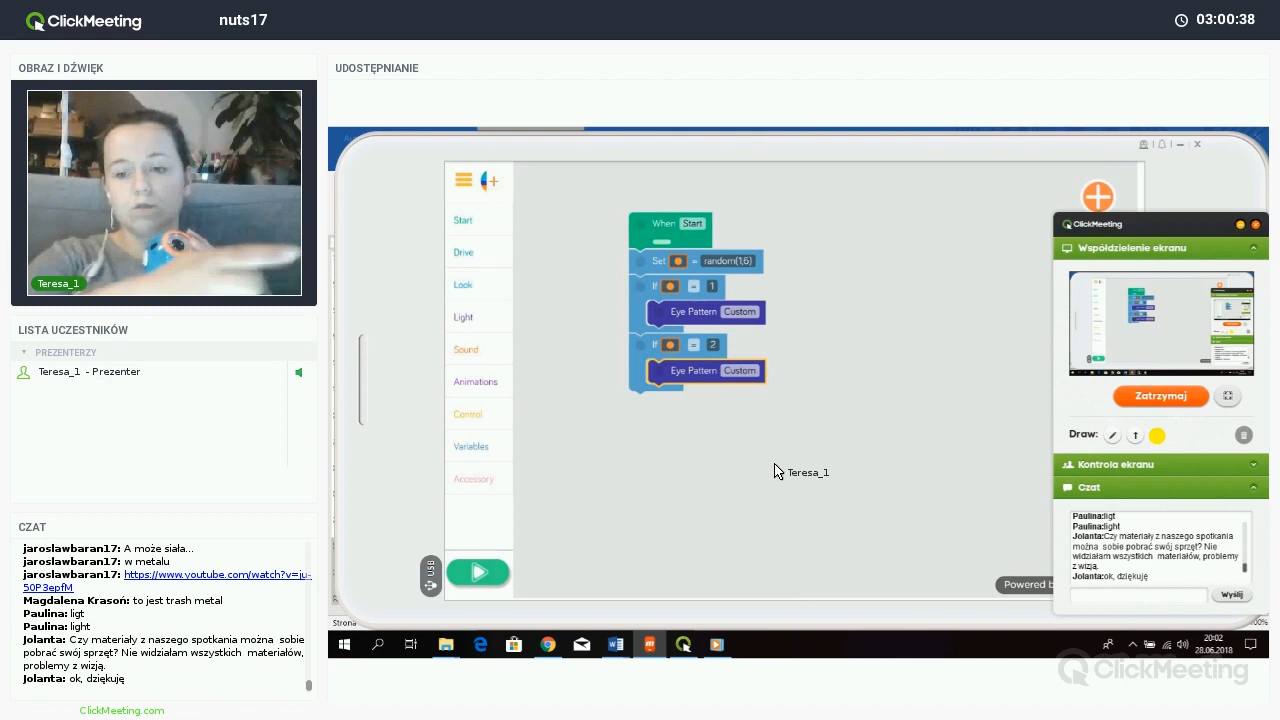 ClickMeeting
nuts17
03:00:38
OBRAZ I DŹWIĘK
UDOSTĘPNIANIE
Teresa_1
LISTA UCZESTNIKÓW
PREZENTERZY
Teresa_1 - Prezenter
CZAT
jaroslawbaran17: A może siała...
jaroslawbaran17: w metalu
jaroslawbaran17: https://www.youtube.com/watch?v=ju-
50P3epfM
Magdalena Krasoń: to jest trash metal
Paulina: ligt
Paulina: light
Jolanta: Czy materiały z naszego spotkania można sobie
pobrać swój sprzęt? Nie widziałam wszystkich materiałów,
problemy z wizją.
Jolanta: ok, dziękuję
ClickMeeting.com
Start
Drive
Look
Light
Sound
Animations
Control
Variables
Accessory
When Start
Set = random(1,6)
If = 1
Eye Pattern Custom
If = 2
Eye Pattern Custom
Teresa_1
USB
Powered b
Strona
ClickMeeting
Współdzielenie ekranu
Zatrzymaj
Draw:
Kontrola ekranu
Czat
Paulina:ligt
Paulina:light
Jolanta:Czy materiały z naszego spotkania
można sobie pobrać swój sprzęt? Nie
widziałam wszystkich materiałów, problemy
z wizją.
Jolanta:ok, dziękuję
Wyślij
20:02
28.06.2018
ClickMeeting